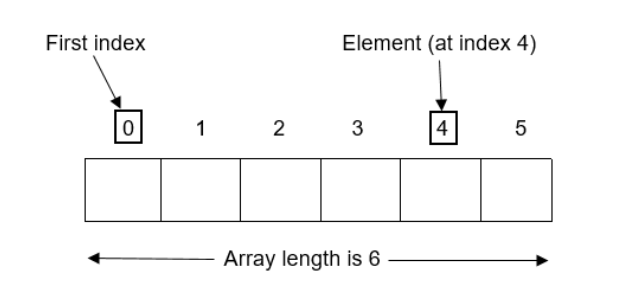 First index
Element (at index 4)
0 1 2 3 4 5
Array length is 6